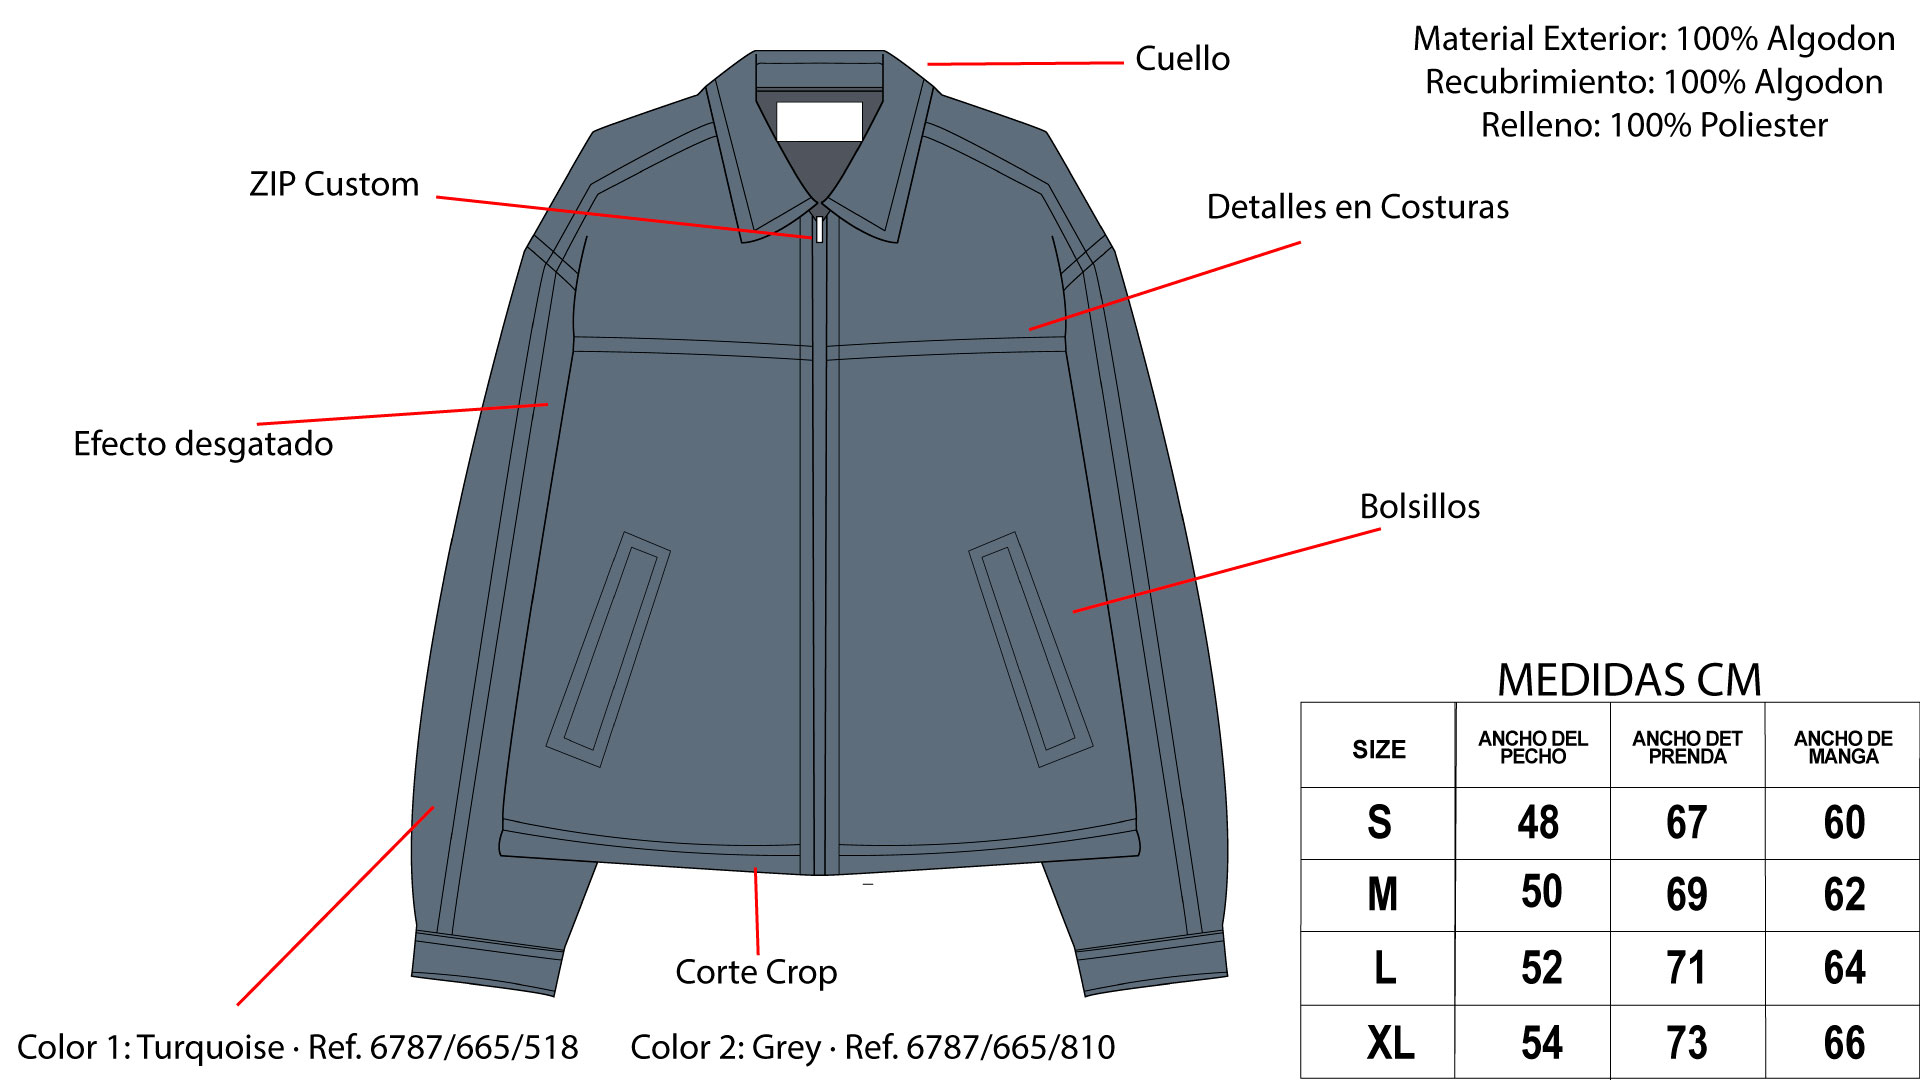 Cuello
Material Exterior: 100% Algodon
Recubrimiento: 100% Algodon
Relleno: 100% Poliester
ZIP Custom
Detalles en Costuras
Efecto desgatado
Bolsillos
MEDIDAS CM
SIZE
ANCHO DEL
PECHO
ANCHO DET
PRENDA
ANCHO DE
MANGA
S 48 67 60
M 50 69 62
L 52 71 64
XL 54 73 66
Corte Crop
Color 1: Turquoise · Ref. 6787/665/518
Color 2: Grey · Ref. 6787/665/810